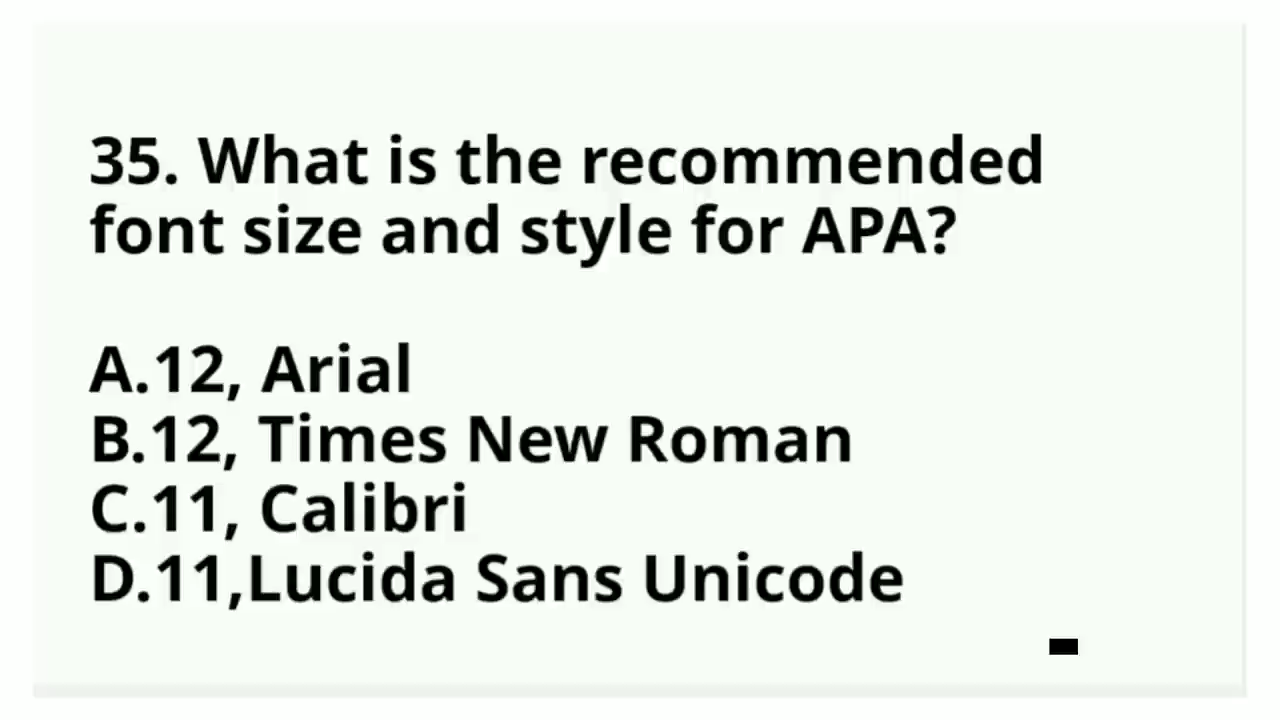 35. What is the recommended
font size and style for APA?
A.12, Arial
B.12, Times New Roman
C.11, Calibri
D.11,Lucida Sans Unicode